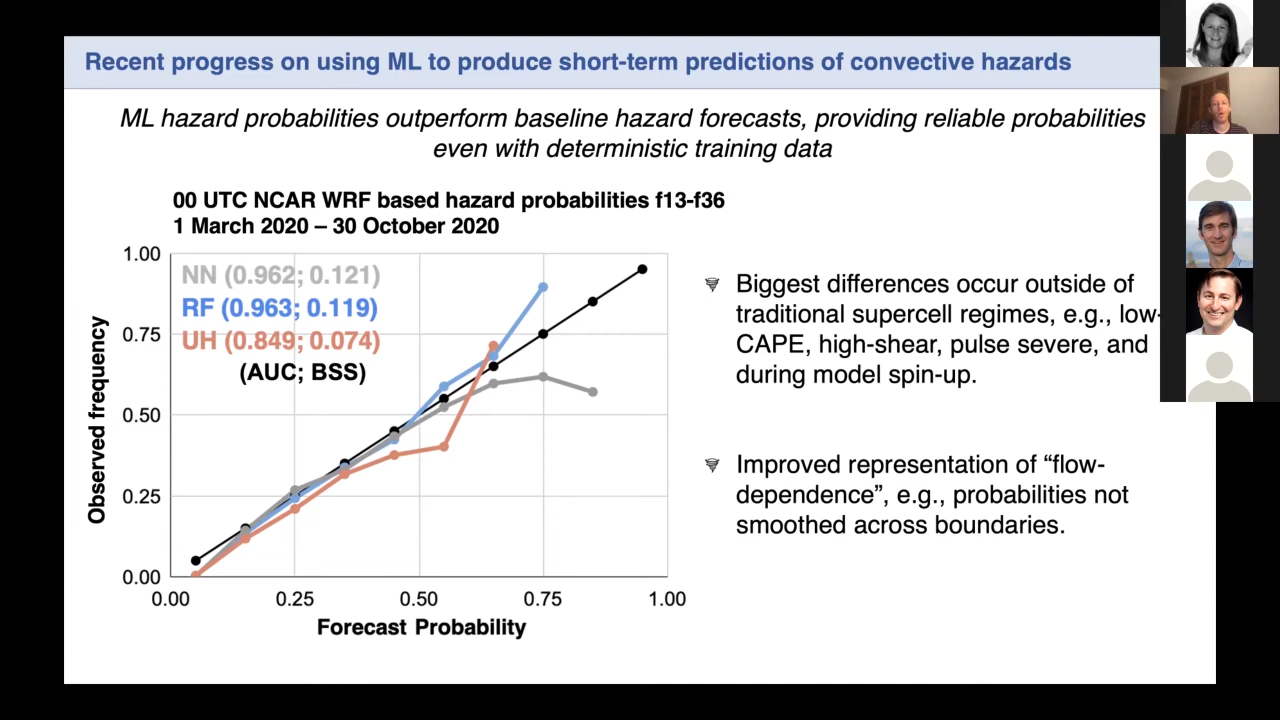 Recent progress on using ML to produce short-term predictions of convective hazards
ML hazard probabilities outperform baseline hazard forecasts, providing reliable probabilities
even with deterministic training data
00 UTC NCAR WRF based hazard probabilities f13-f36
1 March 2020 – 30 October 2020
NN (0.962; 0.121)
RF (0.963; 0.119)
UH (0.849; 0.074)
(AUC; BSS)
1.00
0.75
0.50
0.25
0.00
Observed frequency
0.00 0.25 0.50 0.75 1.00
Forecast Probability
Biggest differences occur outside of
traditional supercell regimes, e.g., low-
CAPE, high-shear, pulse severe, and
during model spin-up.
Improved representation of “flow-
dependence”, e.g., probabilities not
smoothed across boundaries.